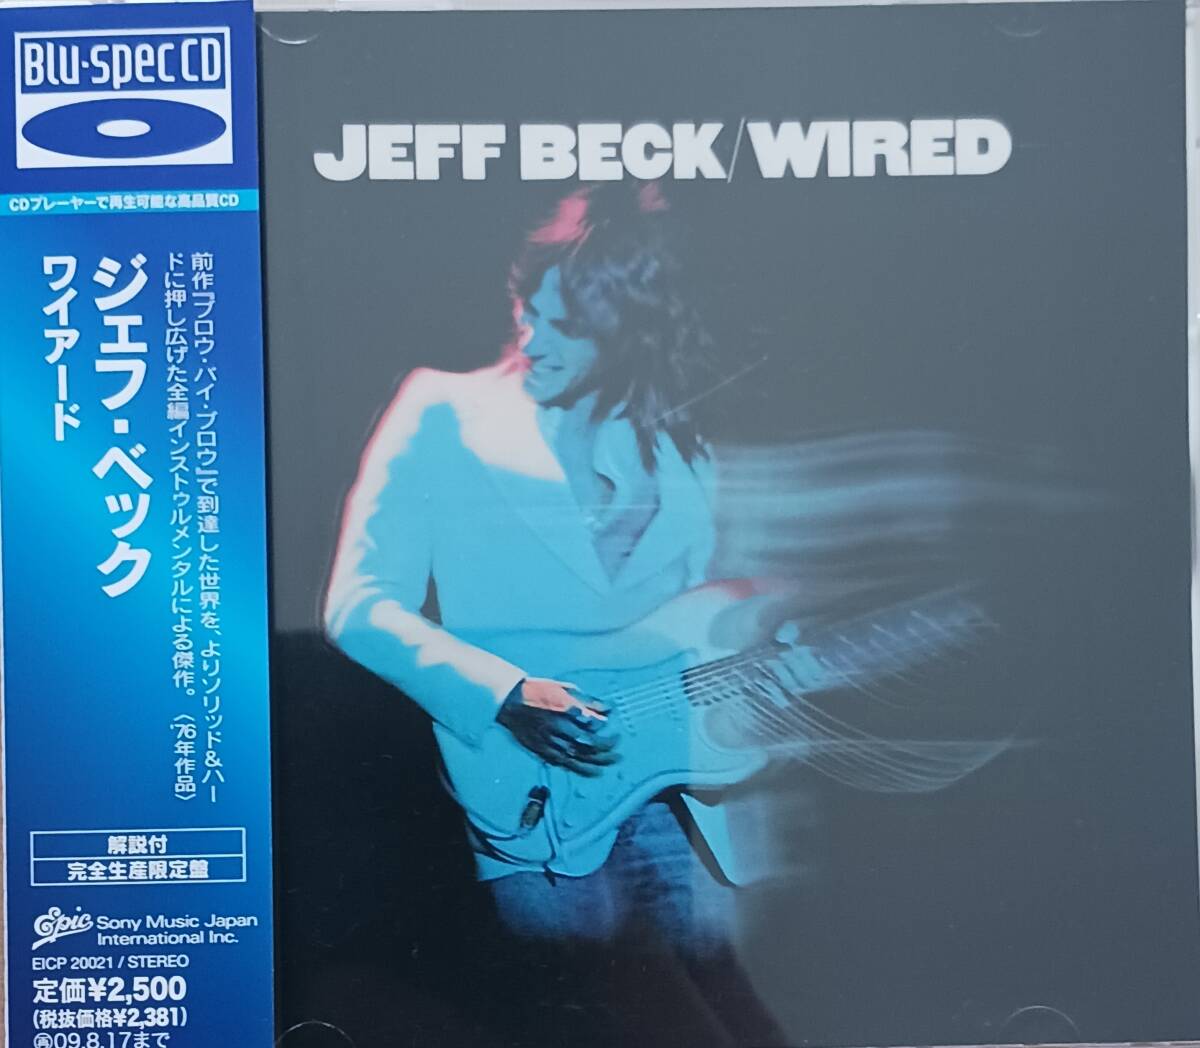 Blu-spec CD
CDプレーヤーで再生可能な高品質CD
前作『ブロウ・バイ・ブロウ』で到達した世界を、よりソリッド&ハー
ドに押し広げた全編インストゥルメンタルによる傑作。〈'76年作品〉
ジェフ・ベック
ワイアード
解説付
完全生産限定盤
Epic Sony Music Japan
International Inc.
EICP 20021 / STEREO
定価¥2,500
(税抜価格¥2,381)
㋐09.8.17まで
JEFF BECK/WIRED